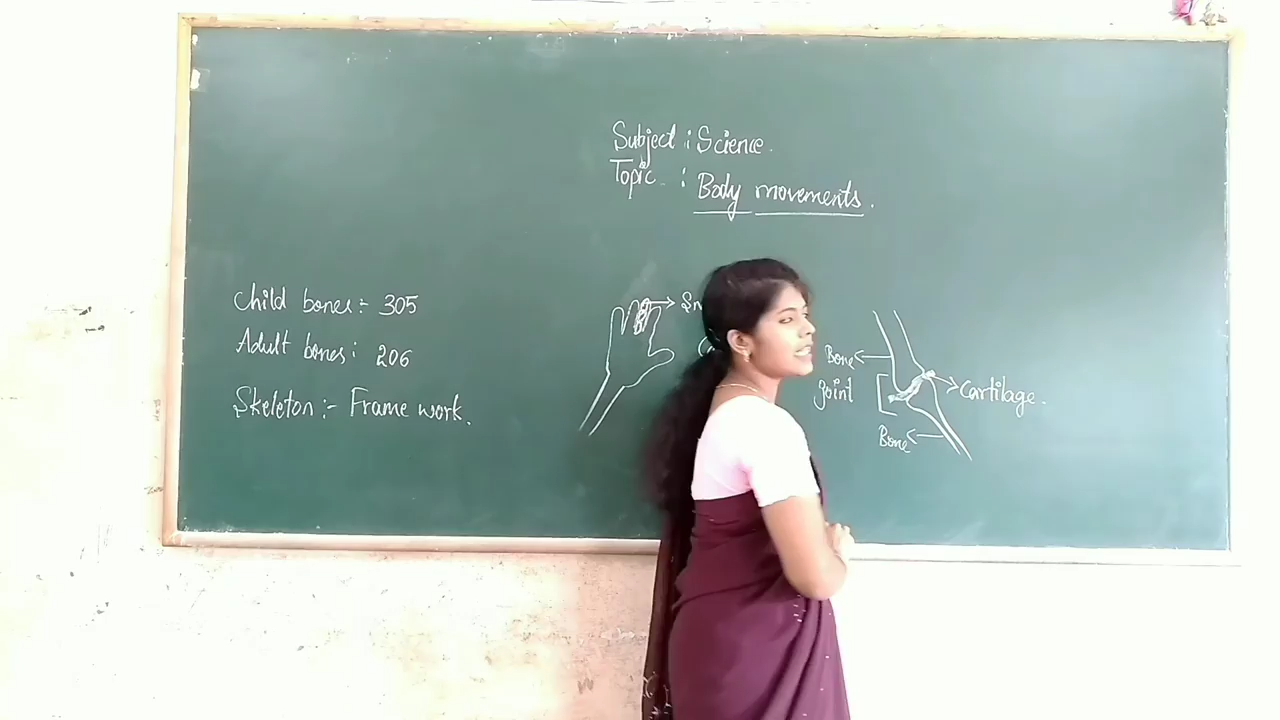 Subject : Science.
Topic : Body movements.
Child bones :- 305
Adult bones : 206
Skeleton :- Frame work.
Bone
joint
Cartilage.
Bone